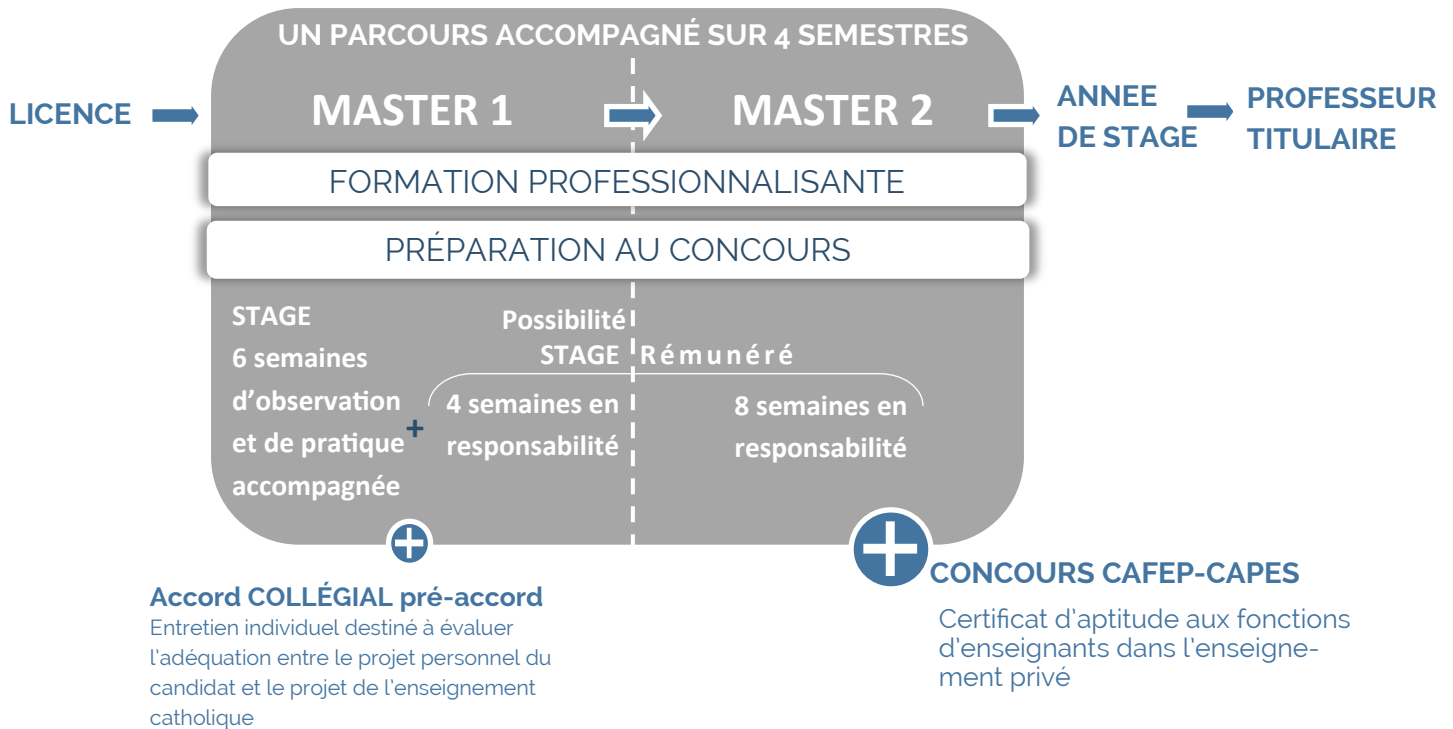 UN PARCOURS ACCOMPAGNÉ SUR 4 SEMESTRES
LICENCE
MASTER 1
MASTER 2
ANNEE
DE STAGE
PROFESSEUR
TITULAIRE
FORMATION PROFESSIONNALISANTE
PRÉPARATION AU CONCOURS
STAGE
6 semaines
d'observation
et de pratique
accompagnée
+
Possibilité
STAGE Rémunéré
4 semaines en
responsabilité
8 semaines en
responsabilité
Accord COLLÉGIAL pré-accord
Entretien individuel destiné à évaluer
l'adéquation entre le projet personnel du
candidat et le projet de l'enseignement
catholique
CONCOURS CAFEP-CAPES
Certificat d'aptitude aux fonctions
d'enseignants dans l'enseigne-
ment privé